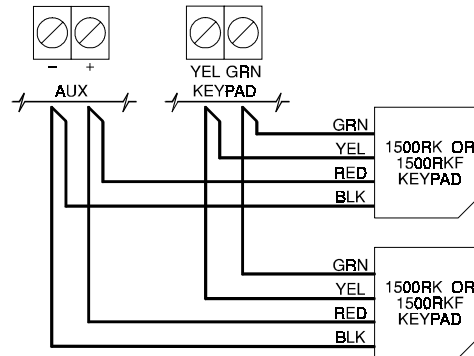 – +
AUX
YEL GRN
KEYPAD
GRN
YEL
RED
BLK
1500RK OR
1500RKF
KEYPAD
GRN
YEL
RED
BLK
1500RK OR
1500RKF
KEYPAD